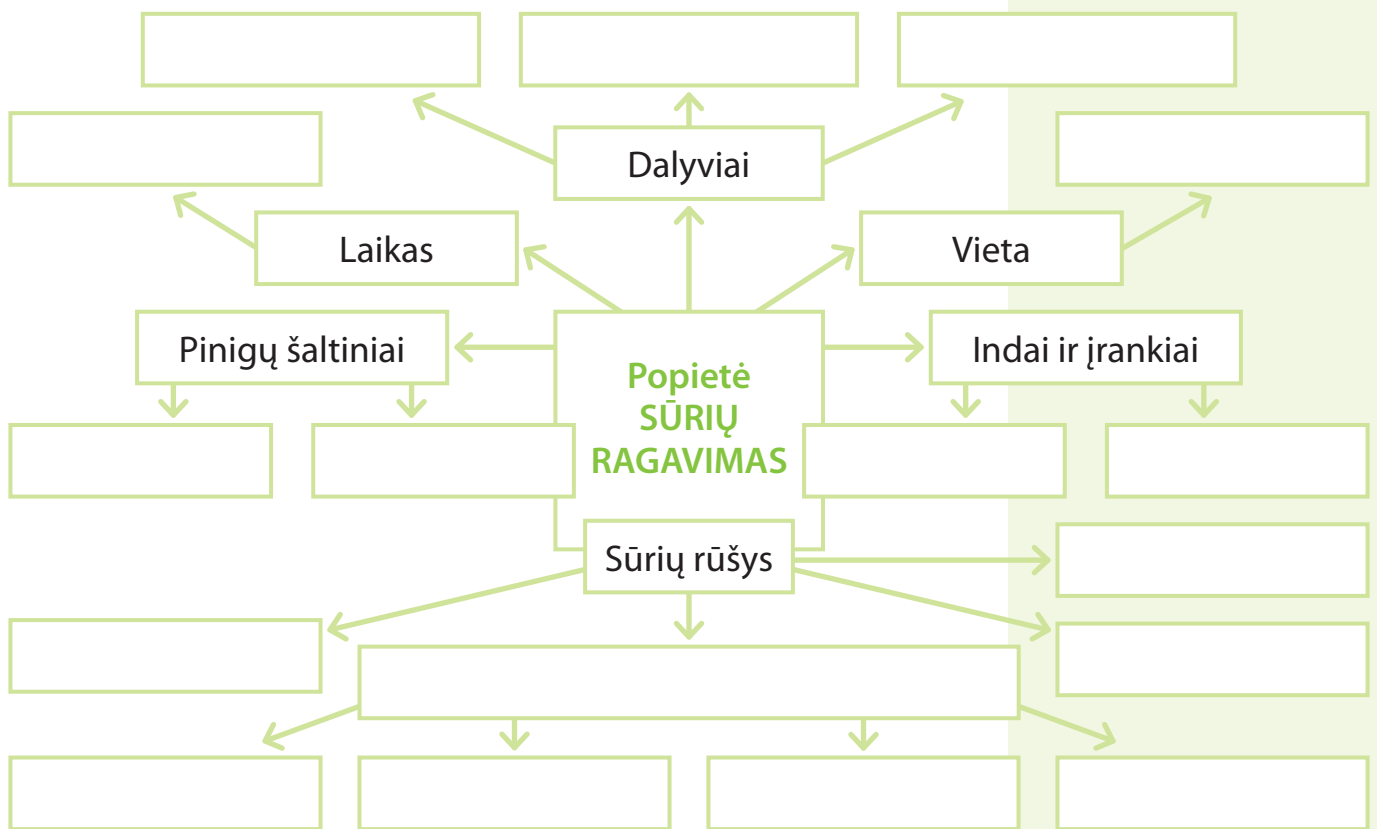 Dalyviai
Laikas
Vieta
Pinigų šaltiniai
Indai ir įrankiai
Popietė
SŪRIŲ
RAGAVIMAS
Sūrių rūšys